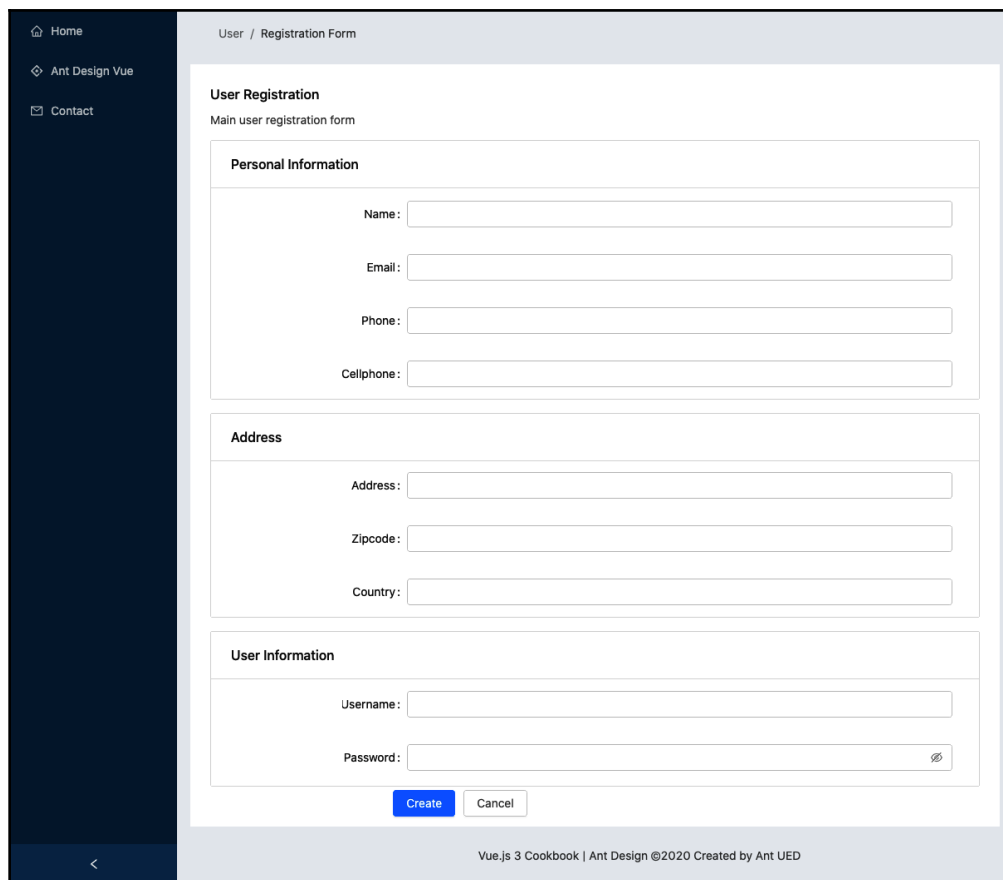 Home
Ant Design Vue
Contact
User / Registration Form
User Registration
Main user registration form
Personal Information
Name :
Email :
Phone :
Cellphone :
Address
Address :
Zipcode :
Country :
User Information
Username :
Password :
Create
Cancel
Vue.js 3 Cookbook | Ant Design ©2020 Created by Ant UED